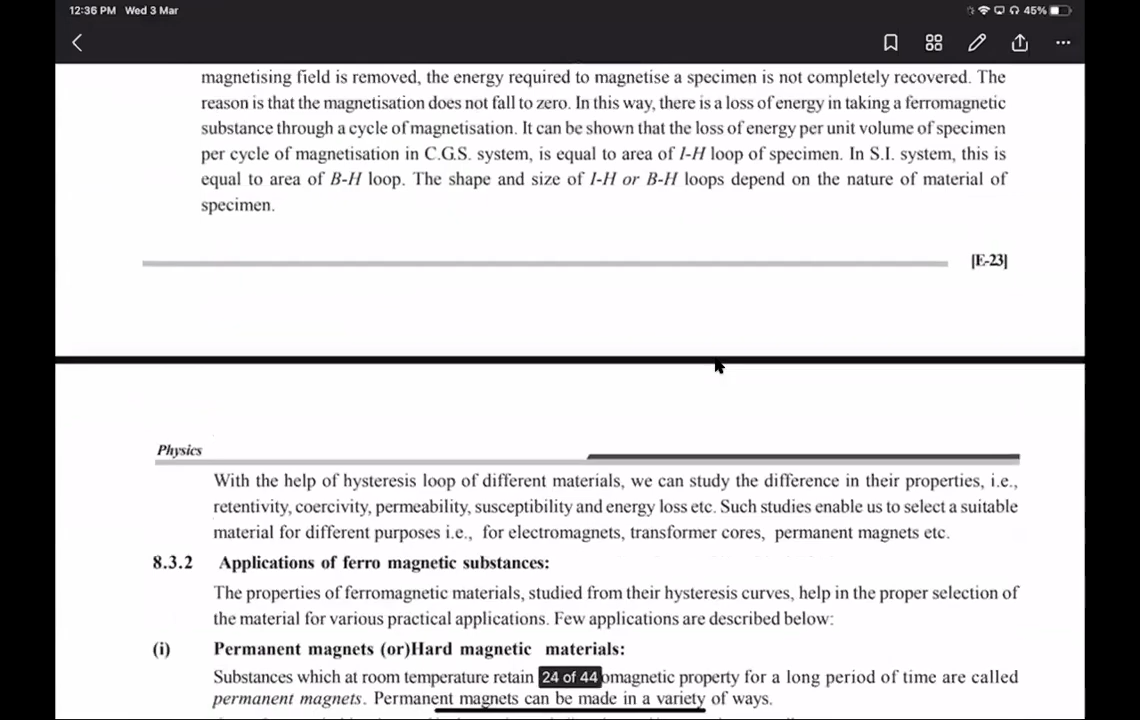 12:36 PM Wed 3 Mar
45%
magnetising field is removed, the energy required to magnetise a specimen is not completely recovered. The
reason is that the magnetisation does not fall to zero. In this way, there is a loss of energy in taking a ferromagnetic
substance through a cycle of magnetisation. It can be shown that the loss of energy per unit volume of specimen
per cycle of magnetisation in C.G.S. system, is equal to area of I-H loop of specimen. In S.I. system, this is
equal to area of B-H loop. The shape and size of I-H or B-H loops depend on the nature of material of
specimen.
[E-23]
Physics
With the help of hysteresis loop of different materials, we can study the difference in their properties, i.e.,
retentivity, coercivity, permeability, susceptibility and energy loss etc. Such studies enable us to select a suitable
material for different purposes i.e., for electromagnets, transformer cores, permanent magnets etc.
8.3.2 Applications of ferro magnetic substances:
The properties of ferromagnetic materials, studied from their hysteresis curves, help in the proper selection of
the material for various practical applications. Few applications are described below:
(i) Permanent magnets (or)Hard magnetic materials:
Substances which at room temperature retain 24 of 44 omagnetic property for a long period of time are called
permanent magnets. Permanent magnets can be made in a variety of ways.